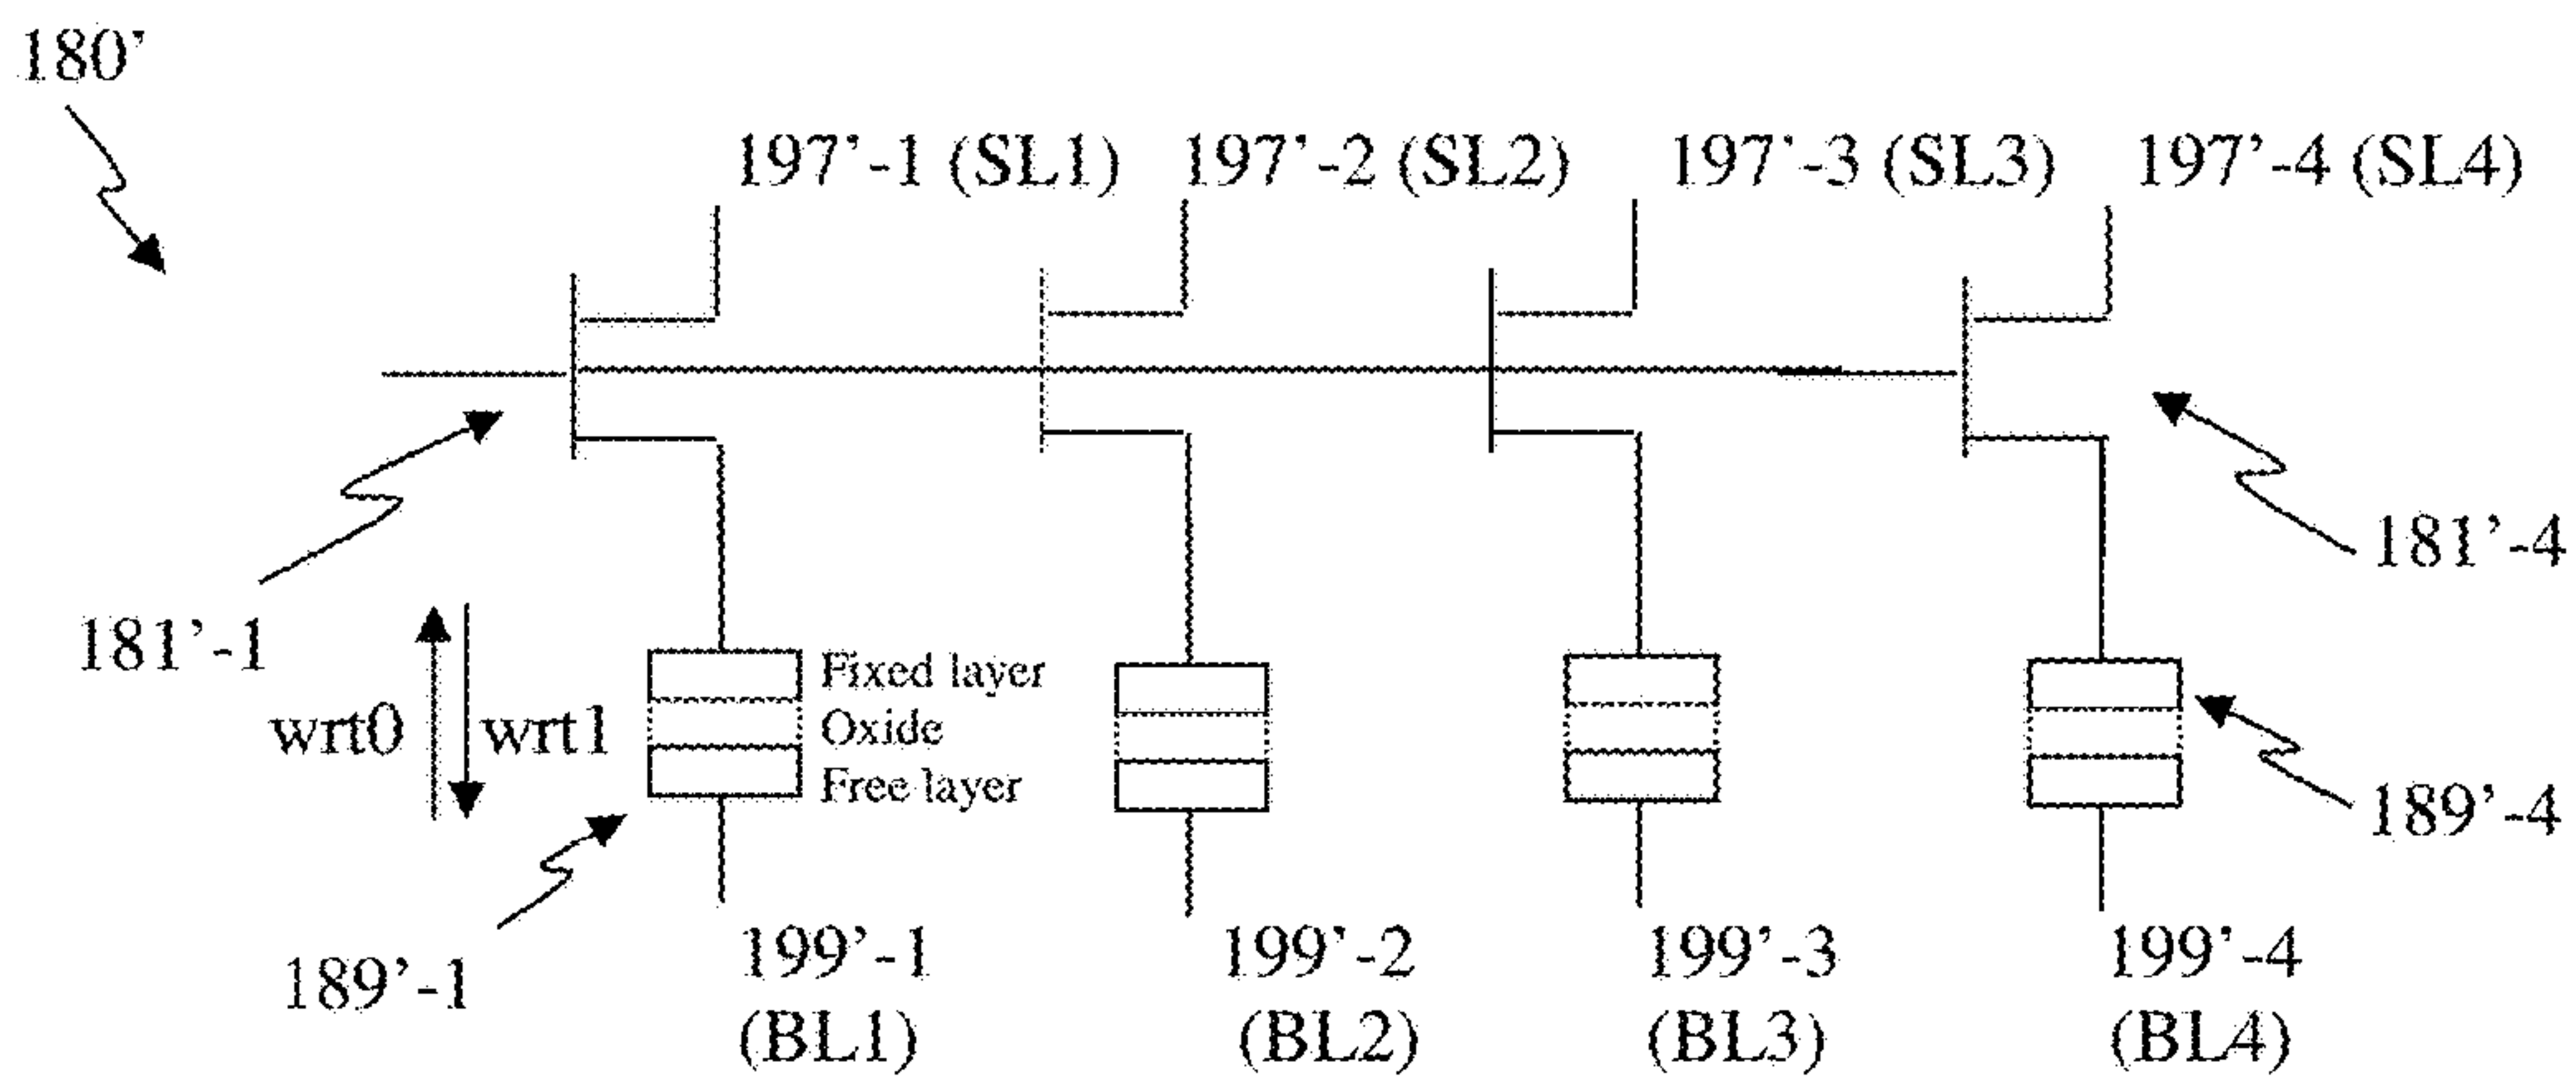 180’
197’-1 (SL1) 197’-2 (SL2) 197’-3 (SL3) 197’-4 (SL4)
181’-4
181’-1
wrt0 wrt1
Fixed layer
Oxide
Free layer
189’-4
189’-1
199’-1 199’-2 199’-3 199’-4
(BL1) (BL2) (BL3) (BL4)